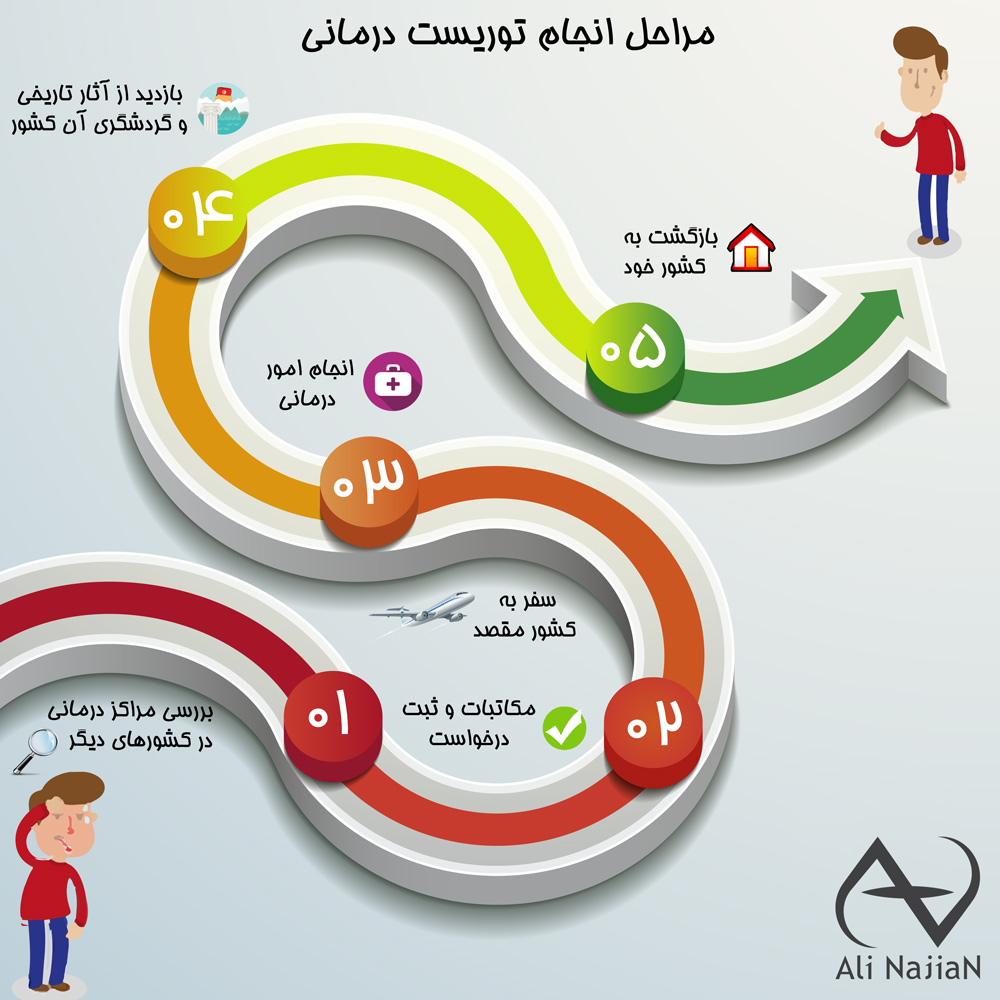 مراحل انجام توریست درمانی
بازدید از آثار تاریخی
و گردشگری آن کشور
۰۴
بازگشت به
کشور خود
۰۵
انجام امور
درمانی
۰۳
سفر به
کشور مقصد
مکاتبات و ثبت
درخواست
۰۲
۰۱
بررسی مراکز درمانی
در کشورهای دیگر
Ali NajiaN